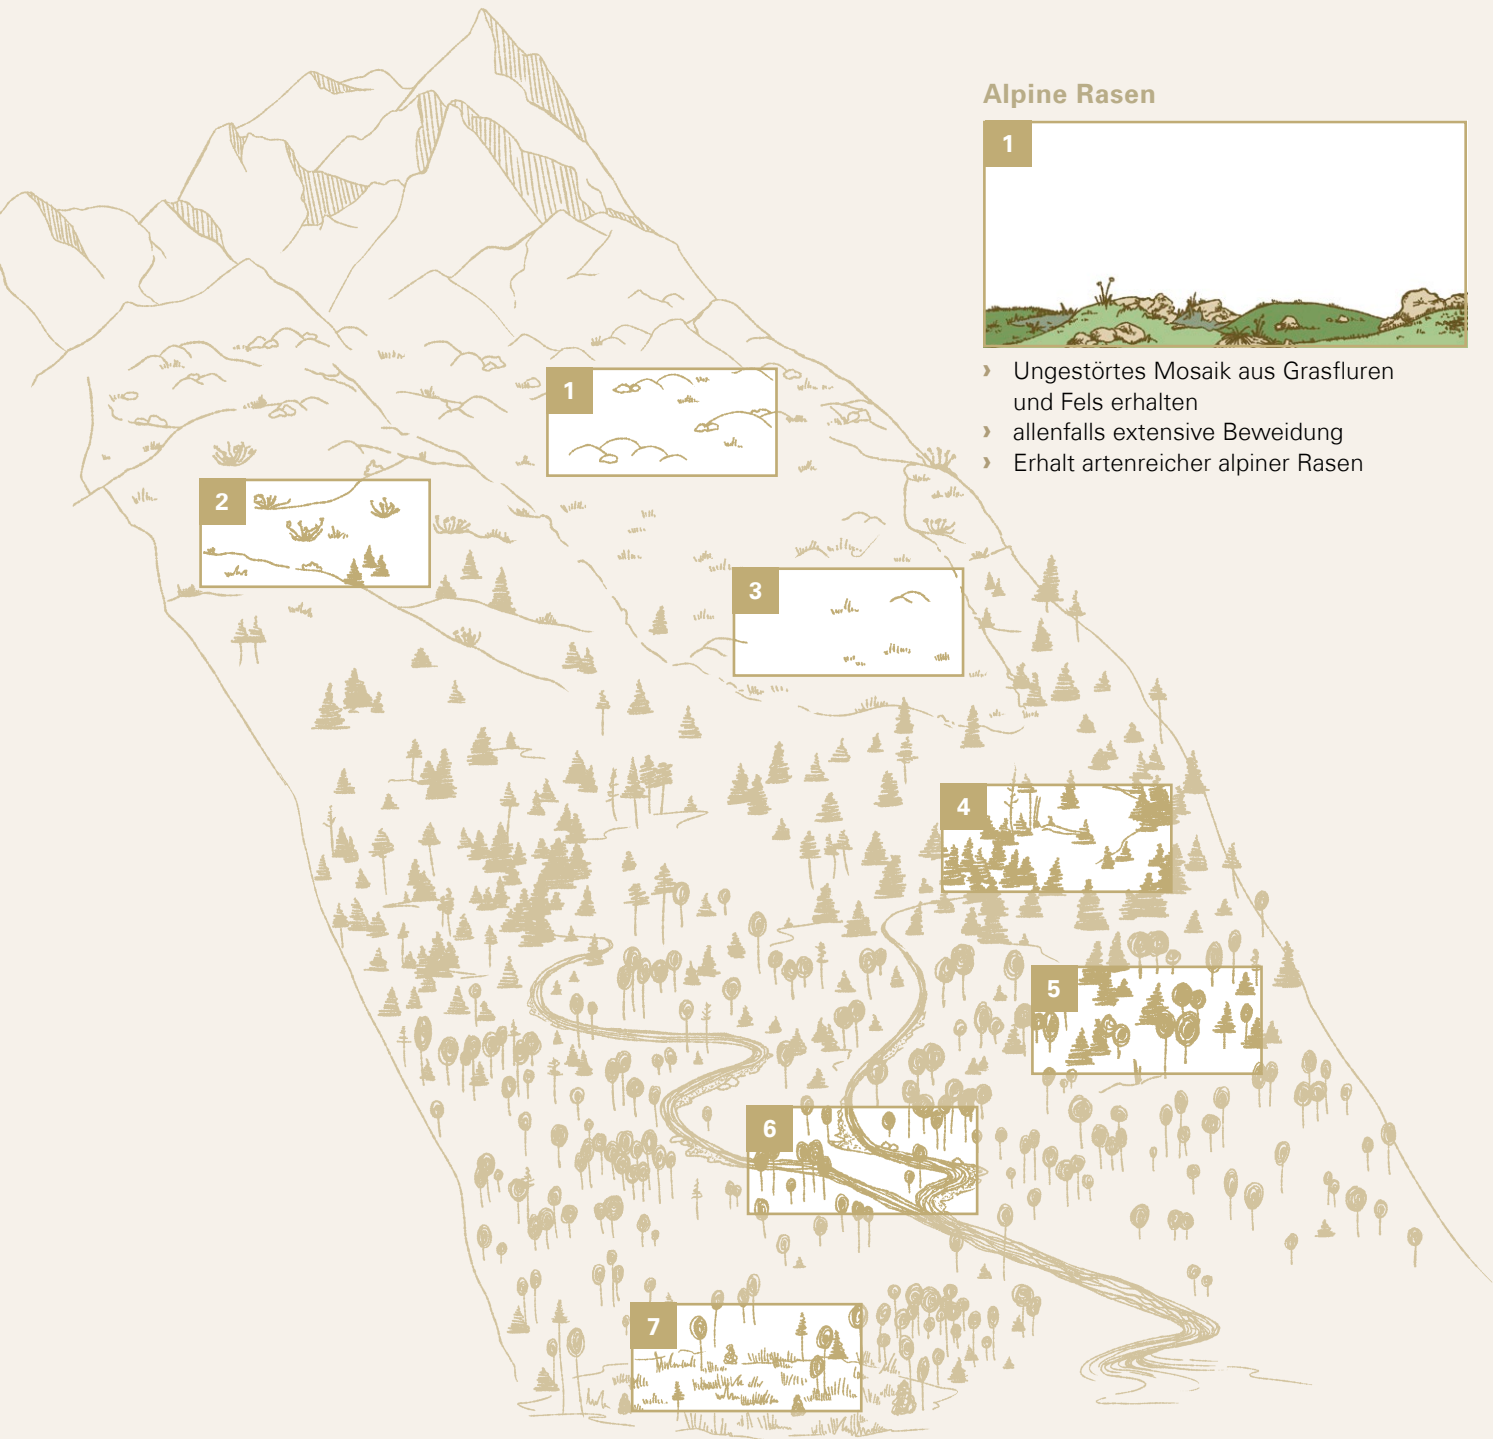 Alpine Rasen
1
› Ungestörtes Mosaik aus Grasfluren
und Fels erhalten
› allenfalls extensive Beweidung
› Erhalt artenreicher alpiner Rasen
1
2
3
4
5
6
7